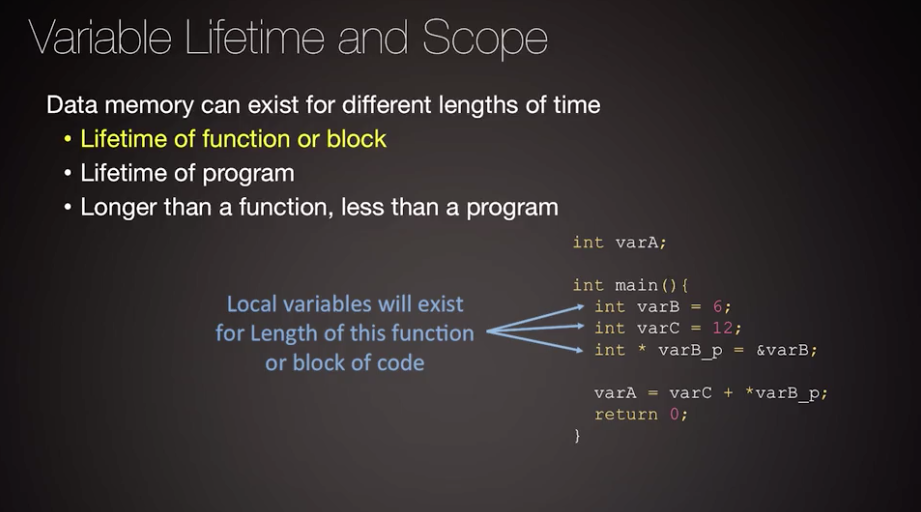 Variable Lifetime and Scope
Data memory can exist for different lengths of time
• Lifetime of function or block
• Lifetime of program
• Longer than a function, less than a program
Local variables will exist
for Length of this function
or block of code
int varA;
int main(){
int varB = 6;
int varC = 12;
int * varB_p = &varB;
varA = varC + *varB_p;
return 0;
}